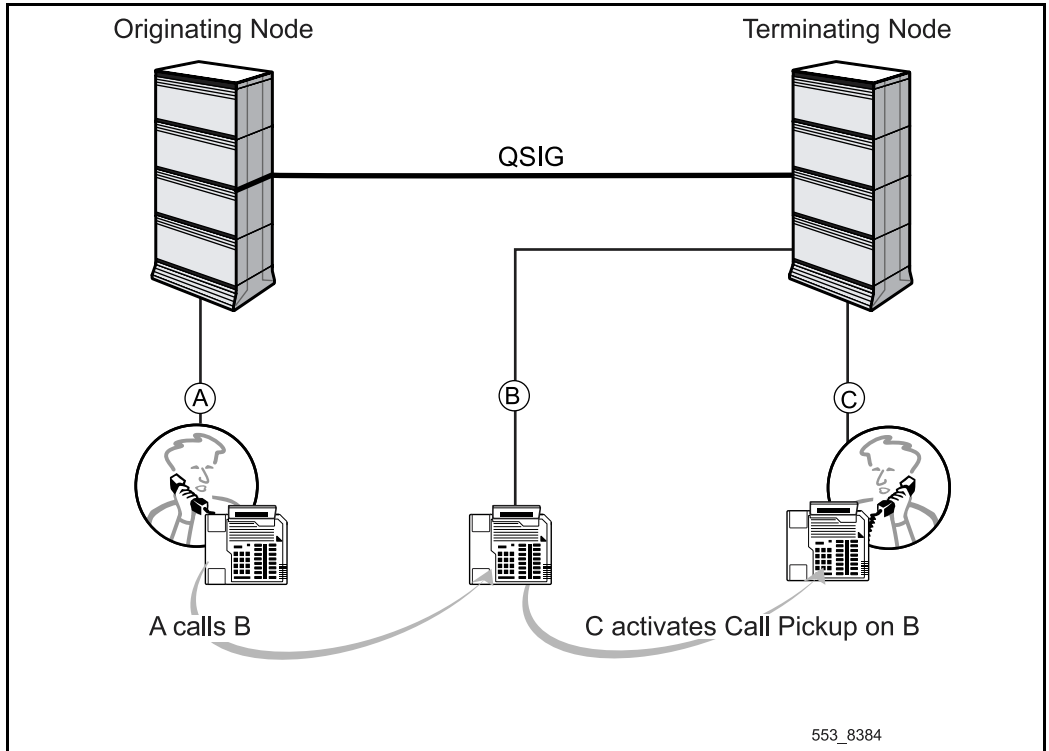 Originating Node
Terminating Node
QSIG
A
B
C
A calls B
C activates Call Pickup on B
553_8384